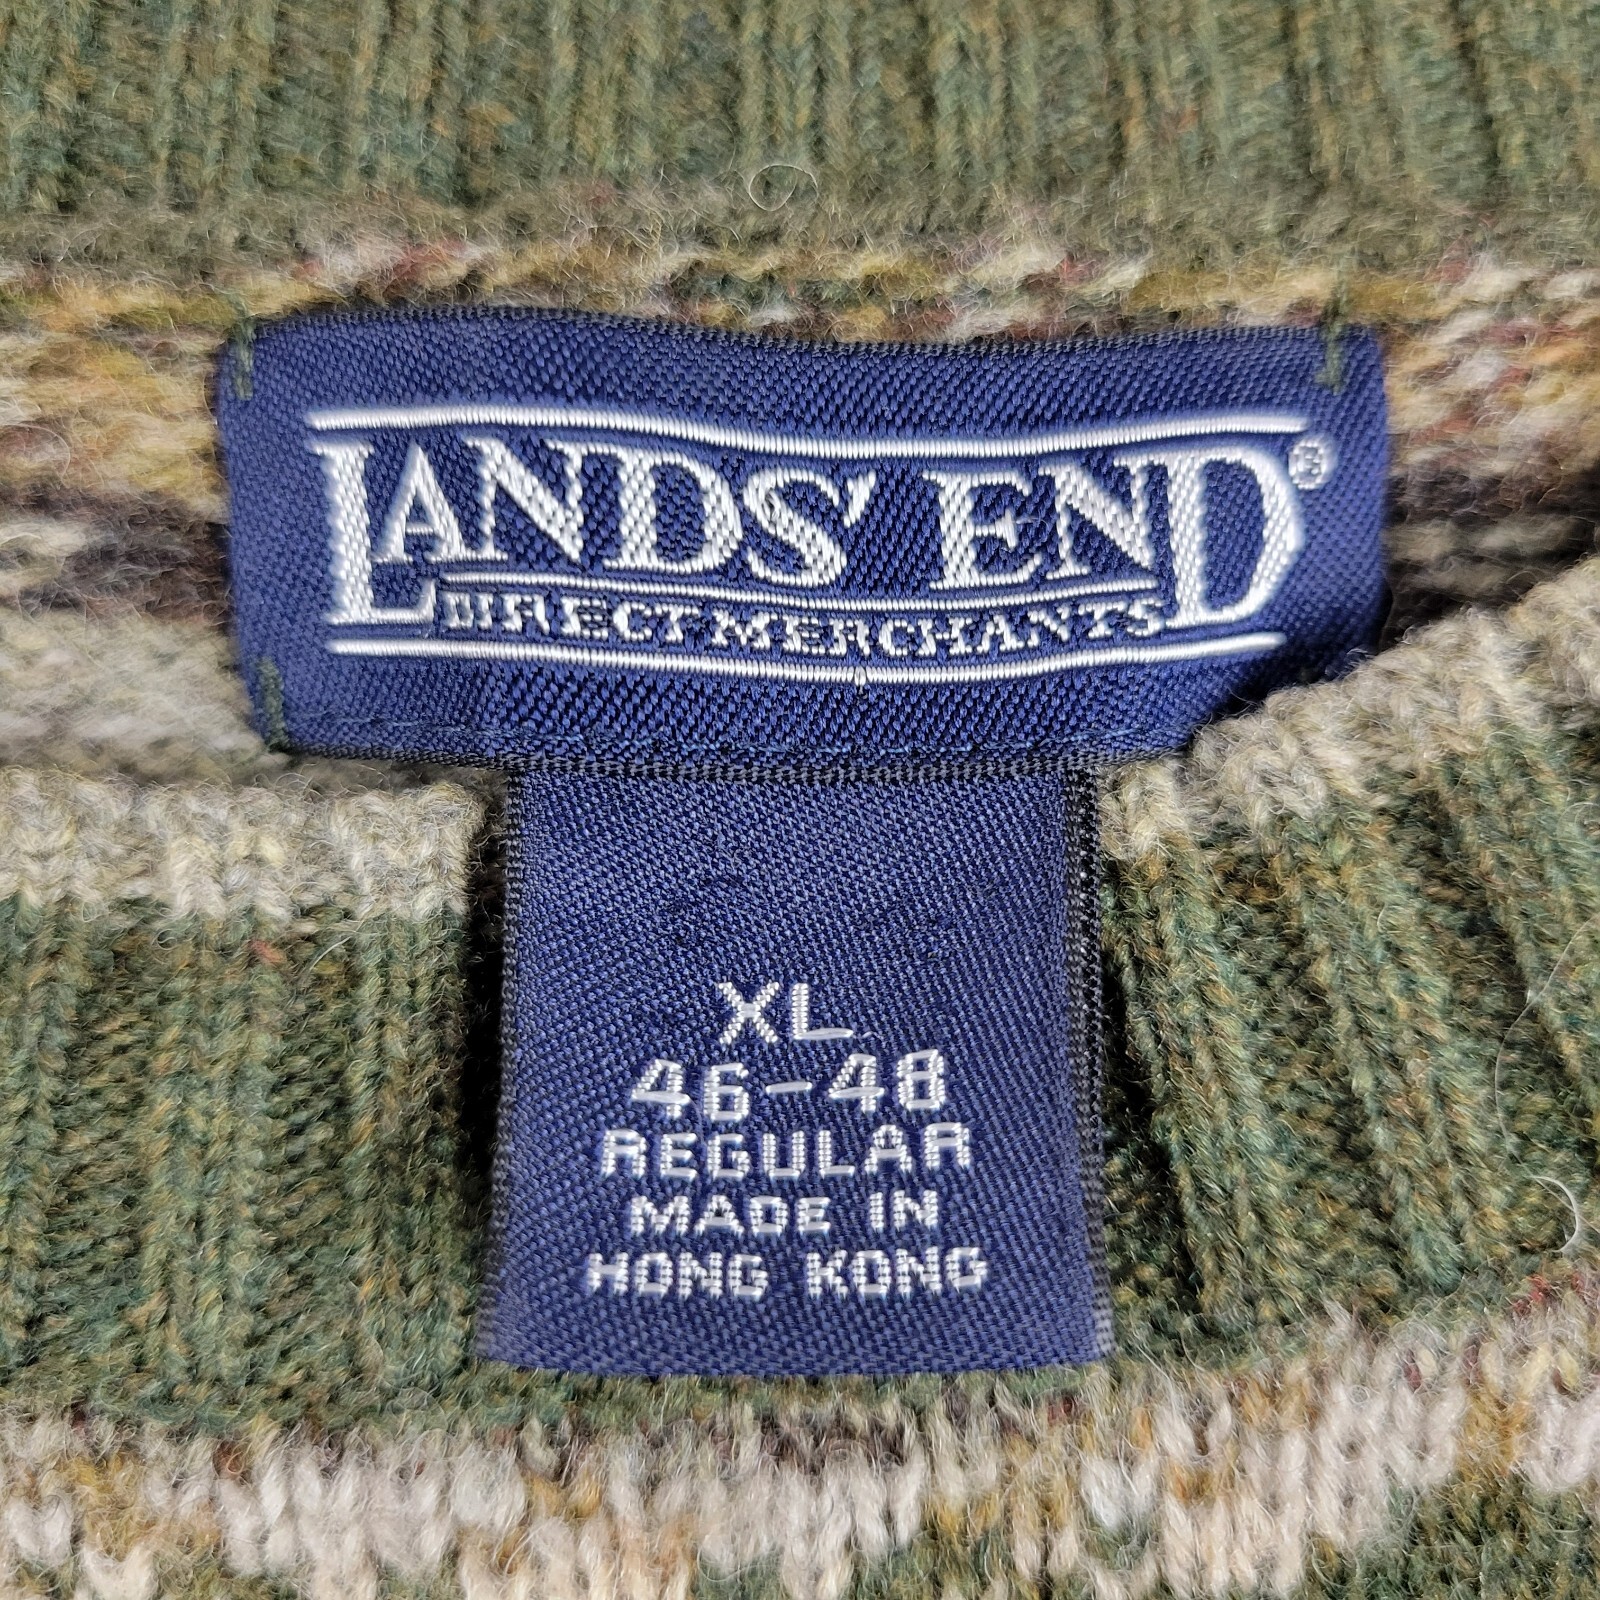 LANDS' END®
DIRECT MERCHANTS
XL
46-48
REGULAR
MADE IN
HONG KONG